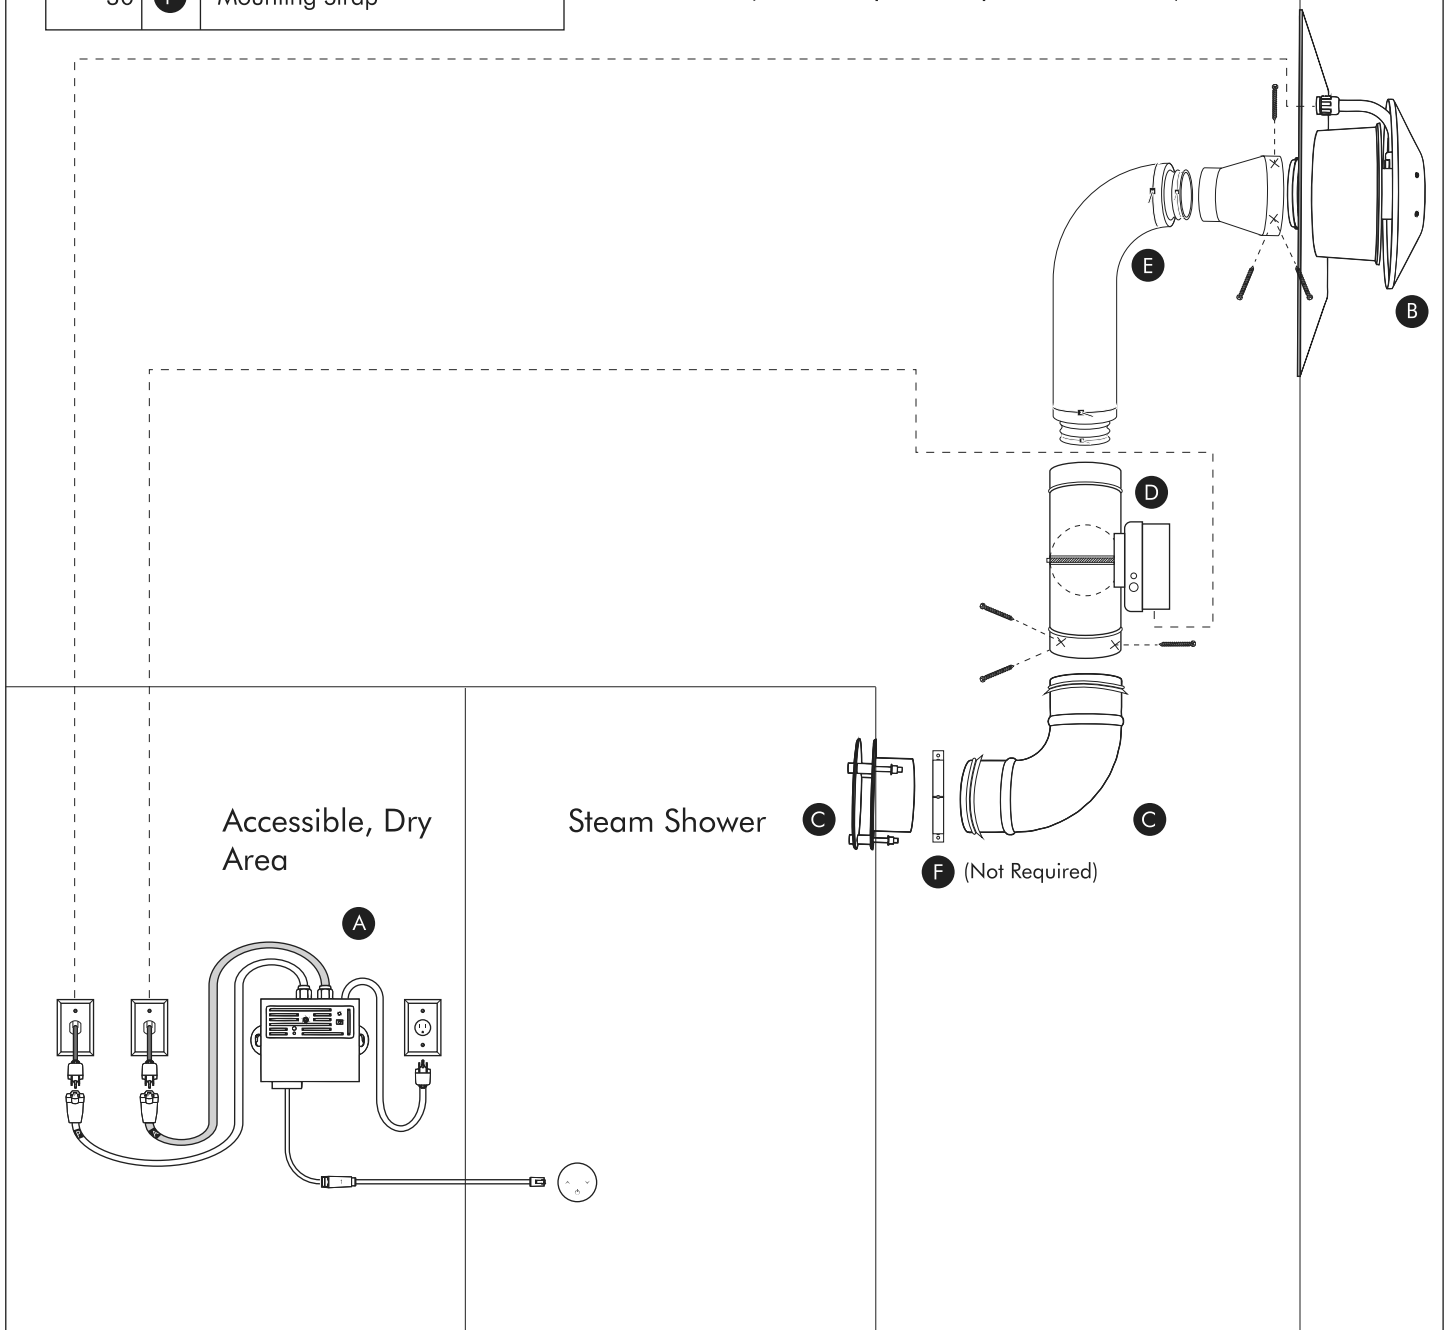 Mounting Strap
E
B
D
Accessible, Dry
Area
Steam Shower
C
C
F (Not Required)
A